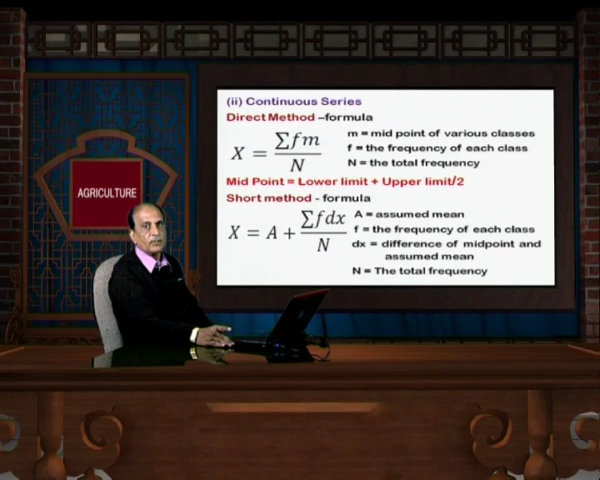 AGRICULTURE
(ii) Continuous Series
Direct Method –formula
X = ∑fm / N
m = mid point of various classes
f = the frequency of each class
N = the total frequency
Mid Point = Lower limit + Upper limit/2
Short method - formula
X = A + ∑fdx / N
A = assumed mean
f = the frequency of each class
dx = difference of midpoint and
assumed mean
N = The total frequency